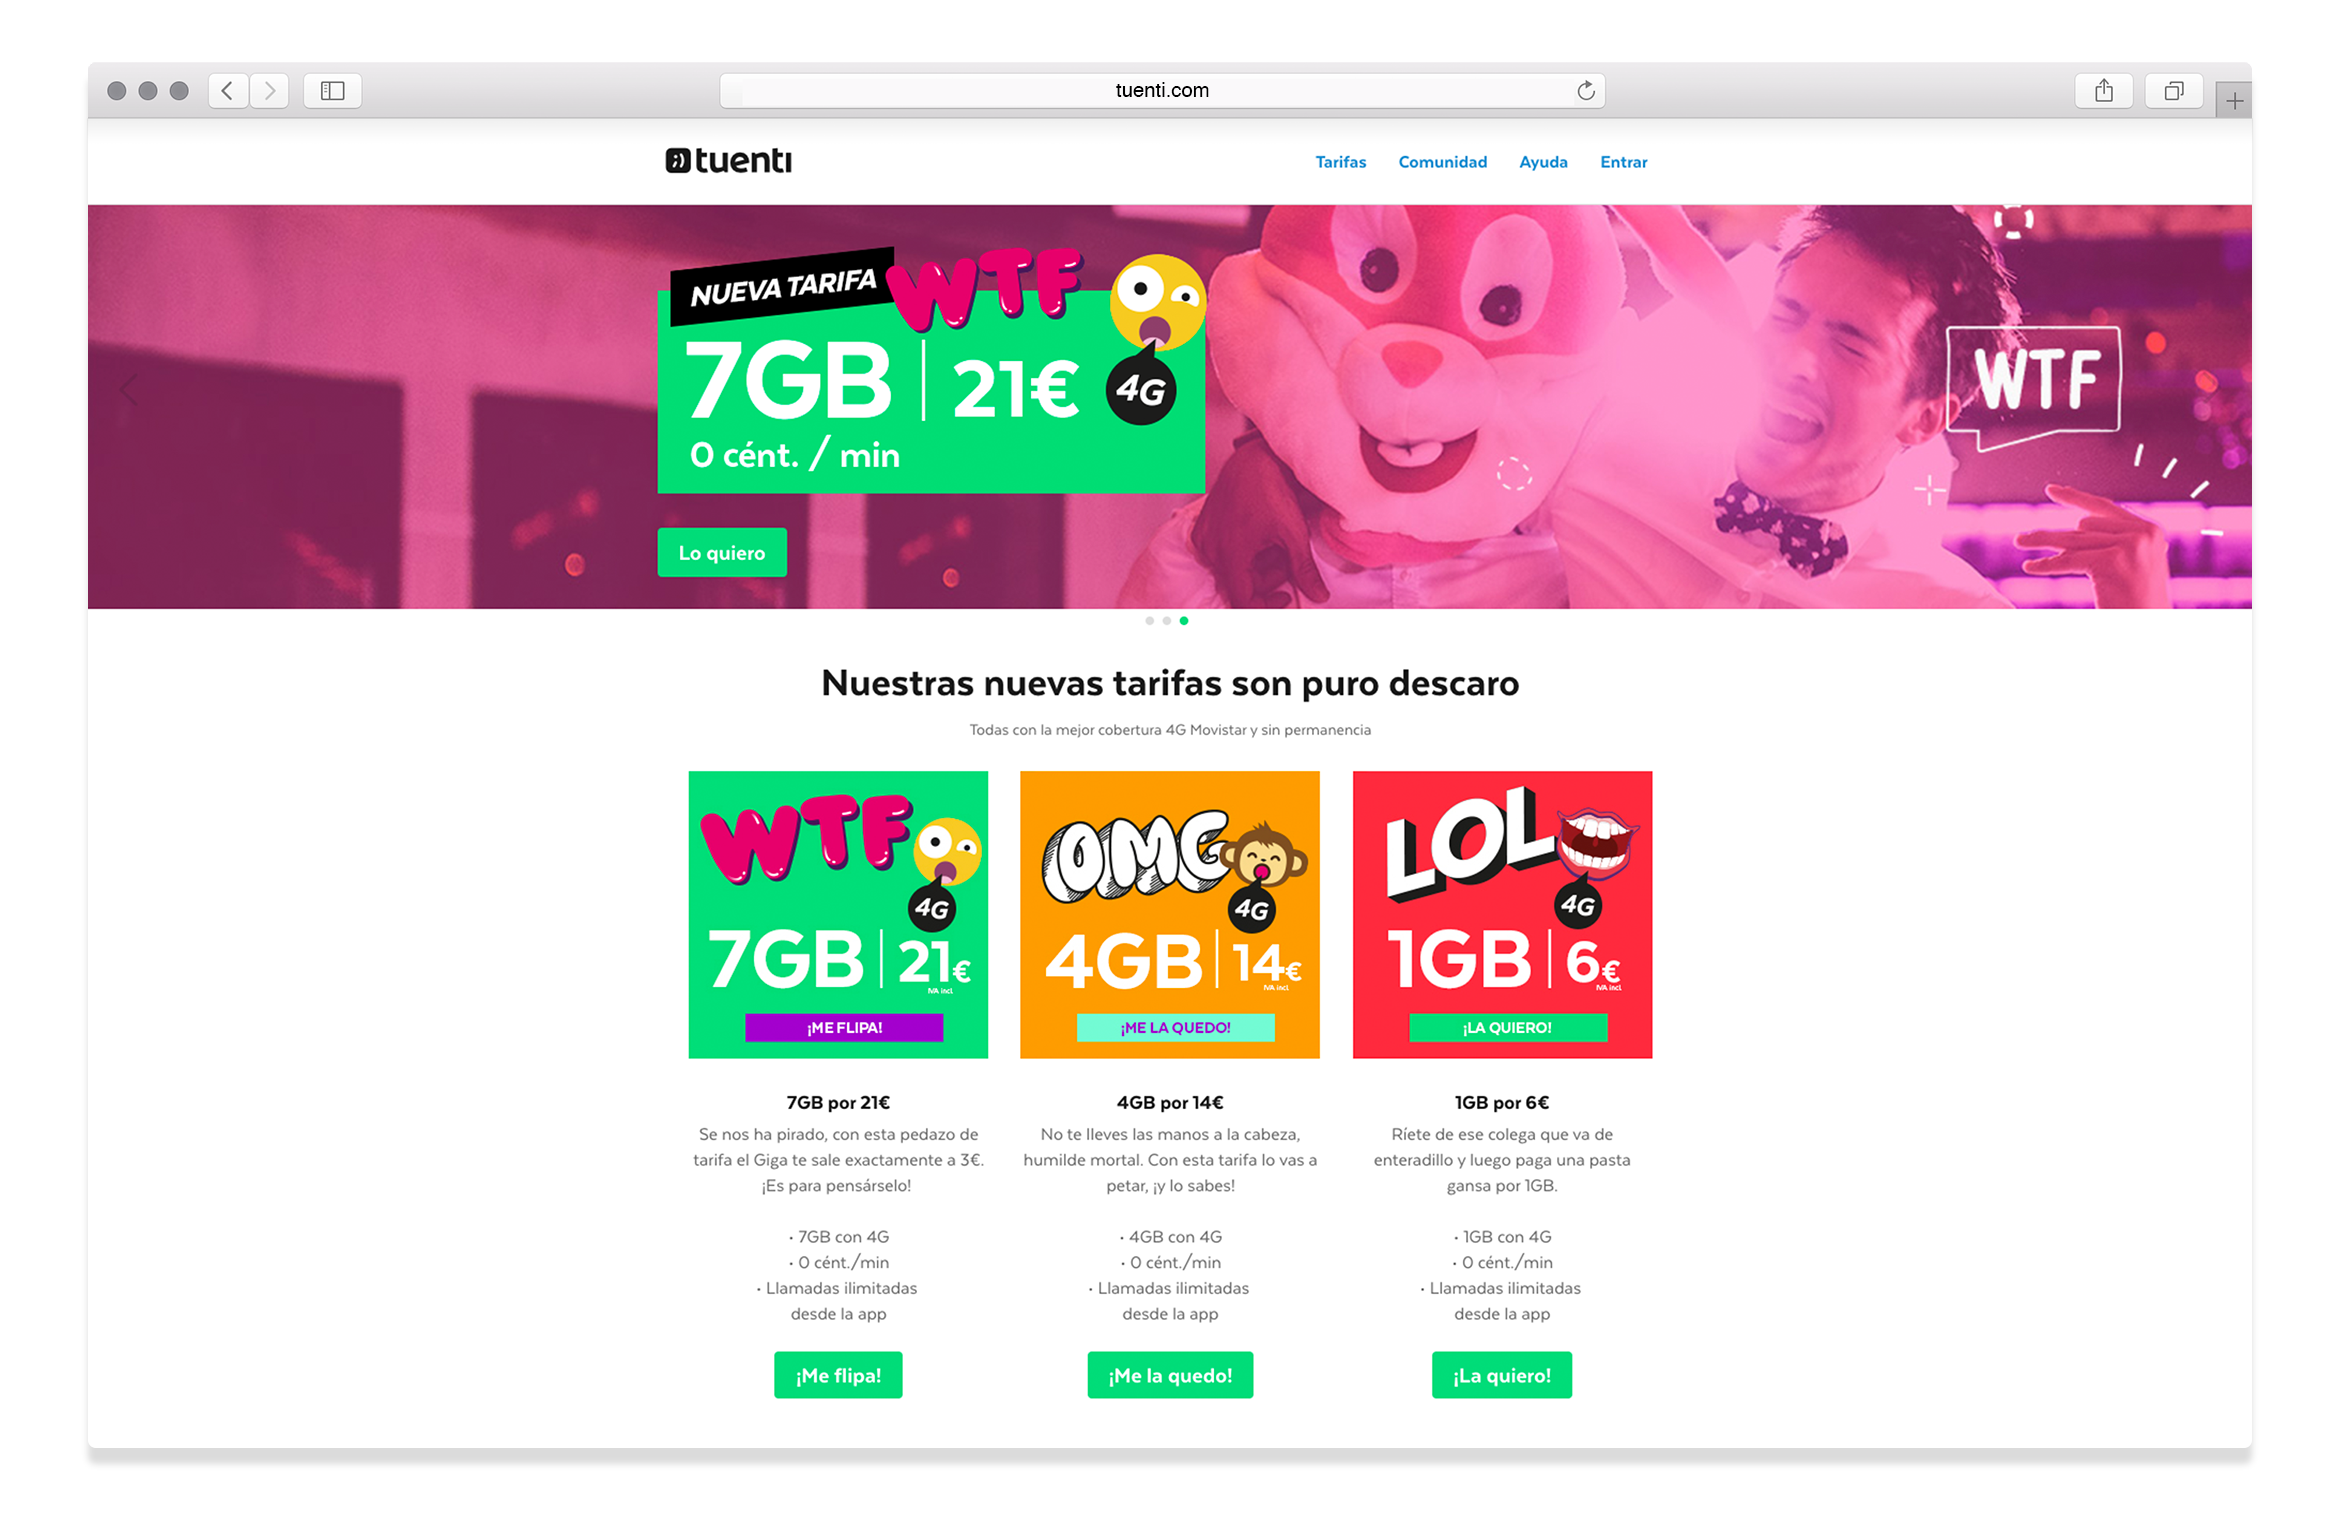 tuenti.com
tuenti
Tarifas Comunidad Ayuda Entrar
NUEVA TARIFA WTF
7GB | 21€ 4G
0 cént. / min
WTF
Lo quiero
Nuestras nuevas tarifas son puro descaro
Todas con la mejor cobertura 4G Movistar y sin permanencia
WTF
4G
7GB | 21€
IVA incl.
¡ME FLIPA!
OMG
4G
4GB | 14€
IVA incl.
¡ME LA QUEDO!
LOL
4G
1GB | 6€
IVA incl.
¡LA QUIERO!
7GB por 21€
Se nos ha pirado, con esta pedazo de
tarifa el Giga te sale exactamente a 3€.
¡Es para pensárselo!
• 7GB con 4G
• 0 cént./min
• Llamadas ilimitadas
desde la app
¡Me flipa!
4GB por 14€
No te lleves las manos a la cabeza,
humilde mortal. Con esta tarifa lo vas a
petar, ¡y lo sabes!
• 4GB con 4G
• 0 cént./min
• Llamadas ilimitadas
desde la app
¡Me la quedo!
1GB por 6€
Ríete de ese colega que va de
enteradillo y luego paga una pasta
gansa por 1GB.
• 1GB con 4G
• 0 cént./min
• Llamadas ilimitadas
desde la app
¡La quiero!